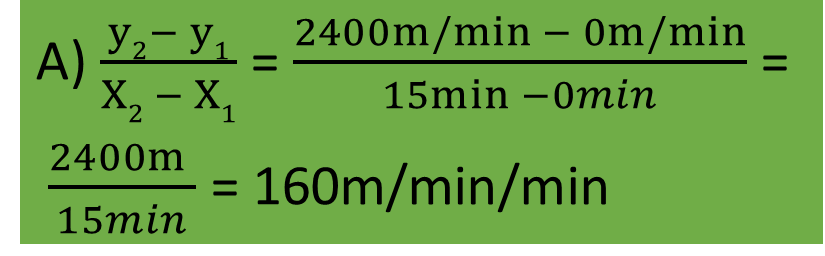 A) y₂− y₁ / X₂ − X₁ = 2400m/min − 0m/min / 15min −0min =
2400m / 15min = 160m/min/min